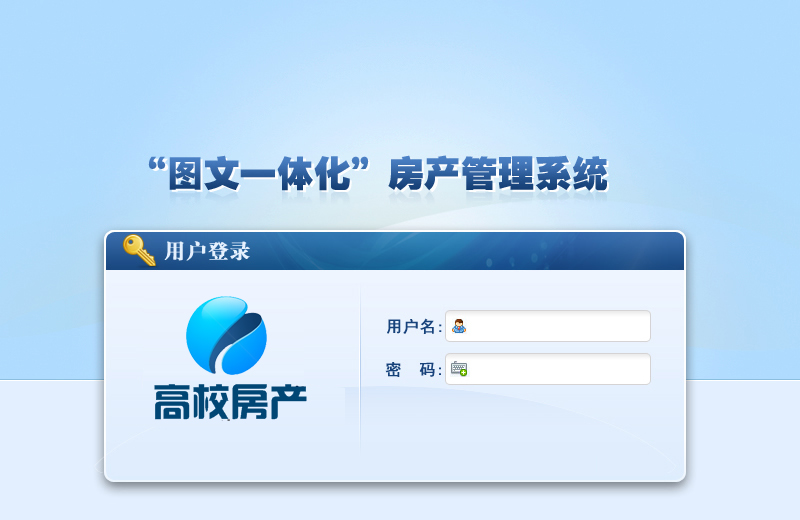 “图文一体化”房产管理系统
用户登录
用户名:
密 码:
高校房产